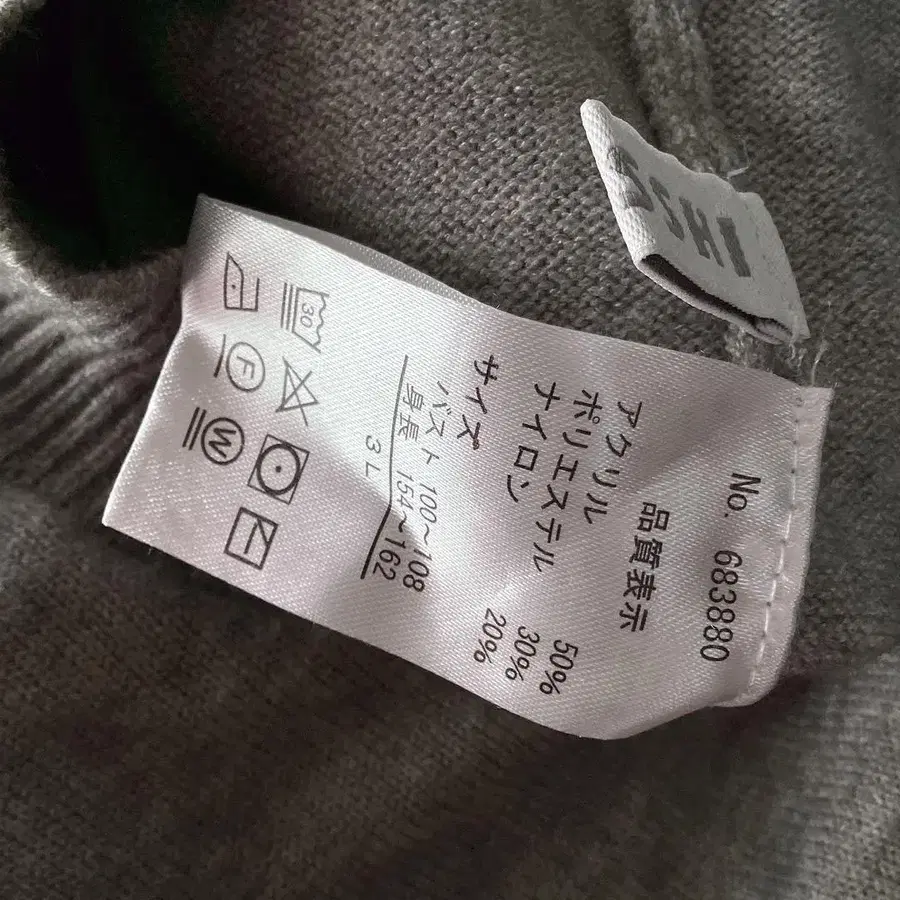 No. 683880
品質表示
アクリル 50%
ポリエステル 30%
ナイロン 20%
サイズ
バスト 100~108
身長 154~162
3L
30
F
W